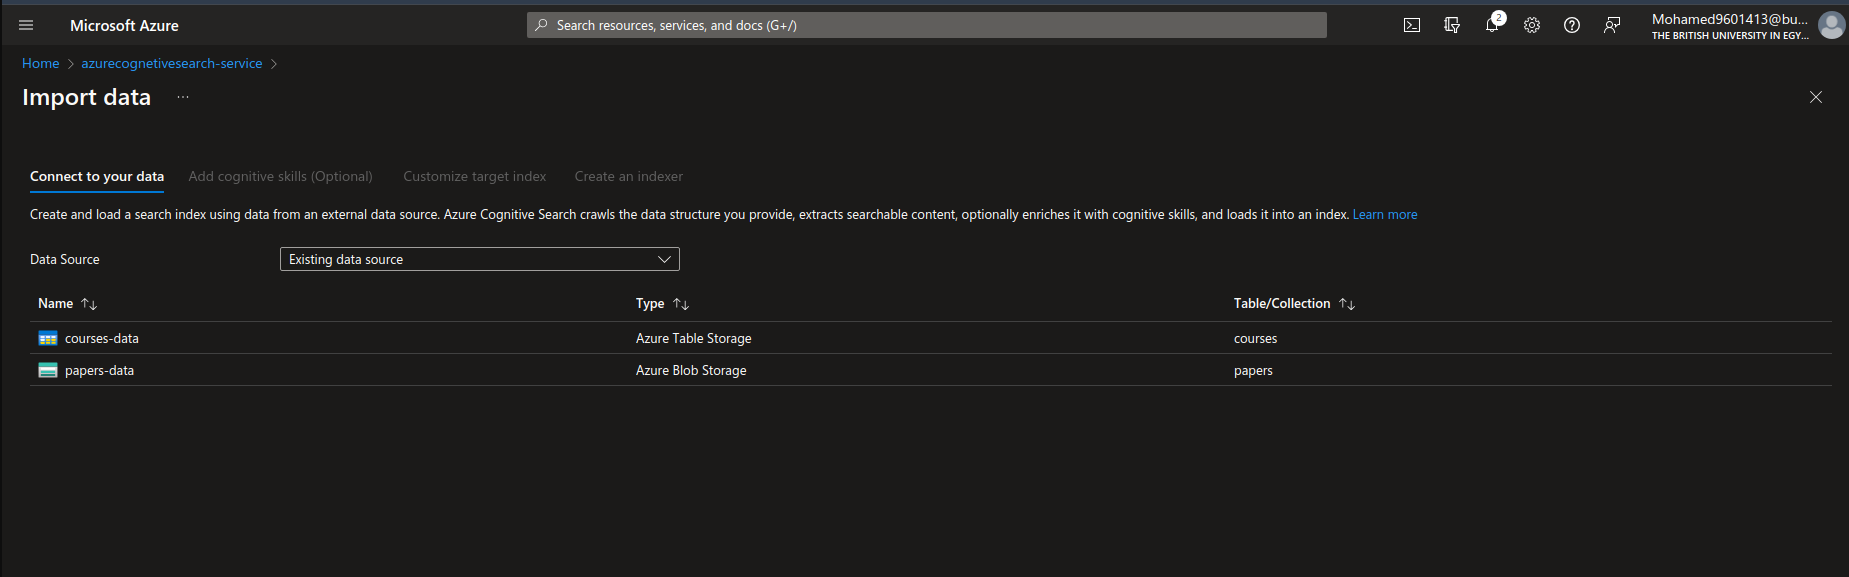 Microsoft Azure
Search resources, services, and docs (G+/)
2
Mohamed9601413@bu...
THE BRITISH UNIVERSITY IN EGY...
Home > azurecognetivesearch-service >
Import data ...
Connect to your data Add cognitive skills (Optional) Customize target index Create an indexer
Create and load a search index using data from an external data source. Azure Cognitive Search crawls the data structure you provide, extracts searchable content, optionally enriches it with cognitive skills, and loads it into an index. Learn more
Data Source Existing data source
Name Type Table/Collection
courses-data Azure Table Storage courses
papers-data Azure Blob Storage papers